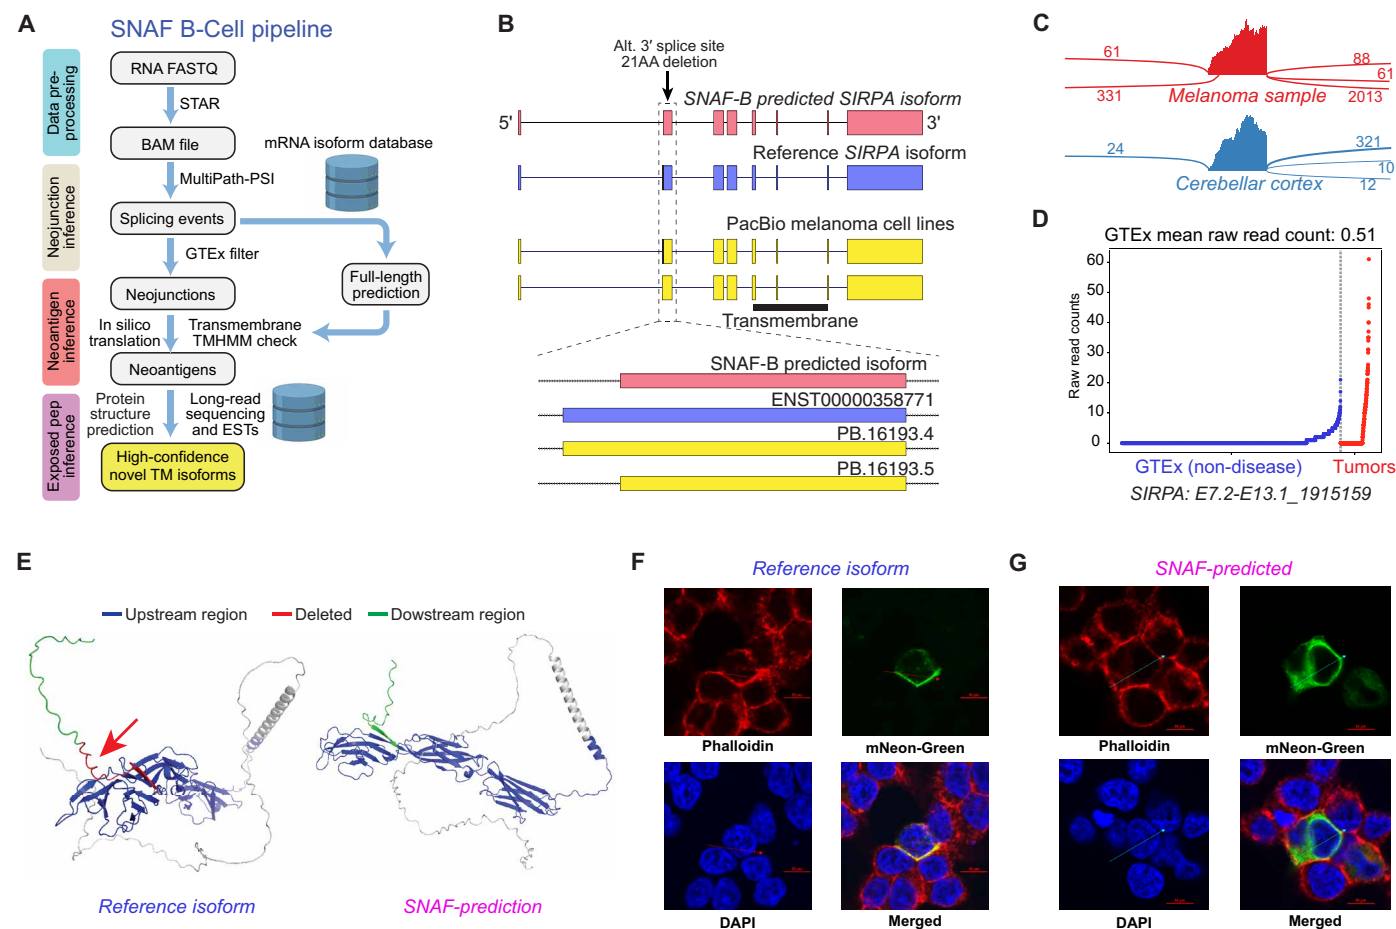 A
SNAF B-Cell pipeline
Data pre-
processing
Neojunction
inference
Neoantigen
inference
Exposed pep
inference
RNA FASTQ
STAR
BAM file
mRNA isoform database
MultiPath-PSI
Splicing events
GTEx filter
Full-length
prediction
Neojunctions
In silico
translation
Transmembrane
TMHMM check
Neoantigens
Protein
structure
prediction
Long-read
sequencing
and ESTs
High-confidence
novel TM isoforms
B
Alt. 3′ splice site
21AA deletion
SNAF-B predicted SIRPA isoform
5'
3'
Reference SIRPA isoform
PacBio melanoma cell lines
Transmembrane
SNAF-B predicted isoform
ENST00000358771
PB.16193.4
PB.16193.5
C
61
88
61
331
2013
Melanoma sample
24
321
10
12
Cerebellar cortex
D
GTEx mean raw read count: 0.51
Raw read counts
60
50
40
30
20
10
0
GTEx (non-disease)
Tumors
SIRPA: E7.2-E13.1_1915159
E
Upstream region
Deleted
Dowstream region
Reference isoform
SNAF-prediction
F
Reference isoform
Phalloidin
mNeon-Green
DAPI
Merged
G
SNAF-predicted
Phalloidin
mNeon-Green
DAPI
Merged